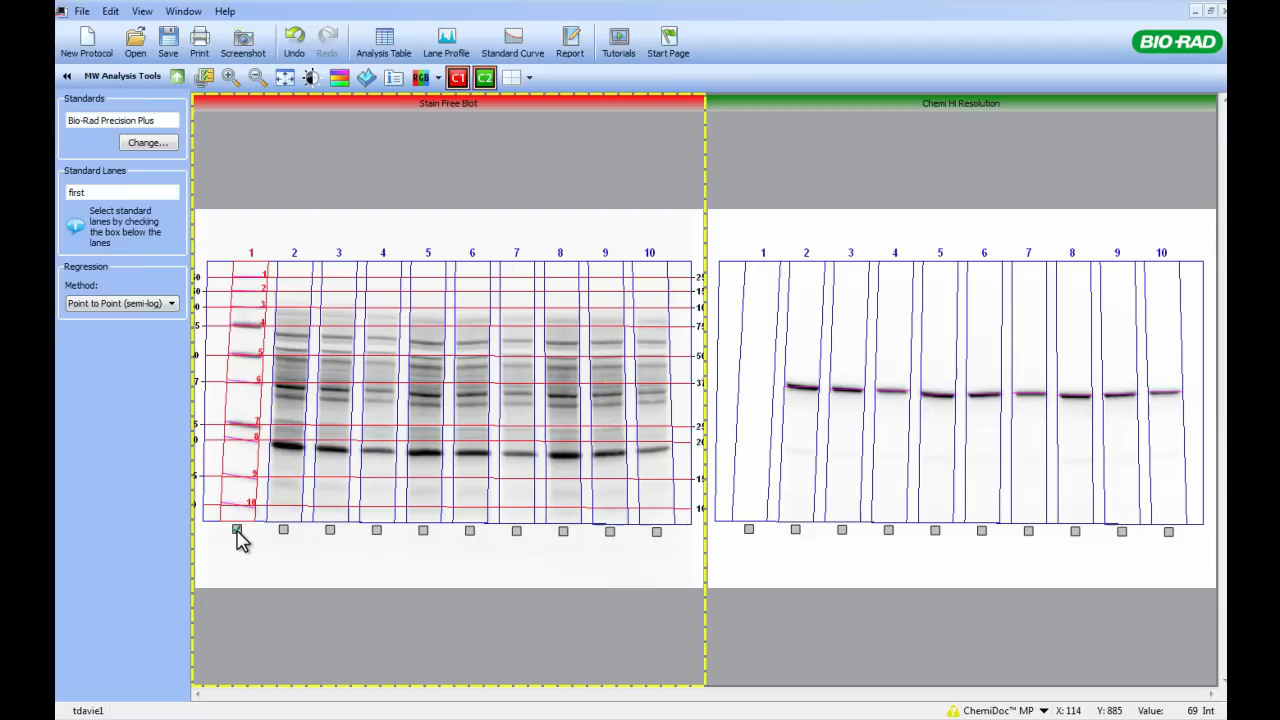 File Edit View Window Help
New Protocol Open Save Print Screenshot Undo Redo Analysis Table Lane Profile Standard Curve Report Tutorials Start Page
BIO-RAD
MW Analysis Tools
RGB C1 C2
Standards
Bio-Rad Precision Plus
Change...
Standard Lanes
first
Select standard
lanes by checking
the box below the
lanes
Regression
Method:
Point to Point (semi-log)
Stain Free Blot
1 2 3 4 5 6 7 8 9 10
1
2
3
4
5
6
7
8
9
10
75
50
Chemi Hi Resolution
1 2 3 4 5 6 7 8 9 10
tdavie1
ChemiDoc™ MP X: 114 Y: 885 Value: 69 Int